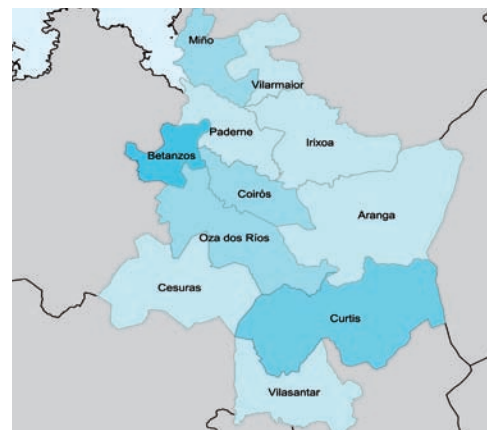 Miño
Vilarmaior
Paderne
Irixoa
Betanzos
Coirós
Aranga
Oza dos Ríos
Cesuras
Curtis
Vilasantar